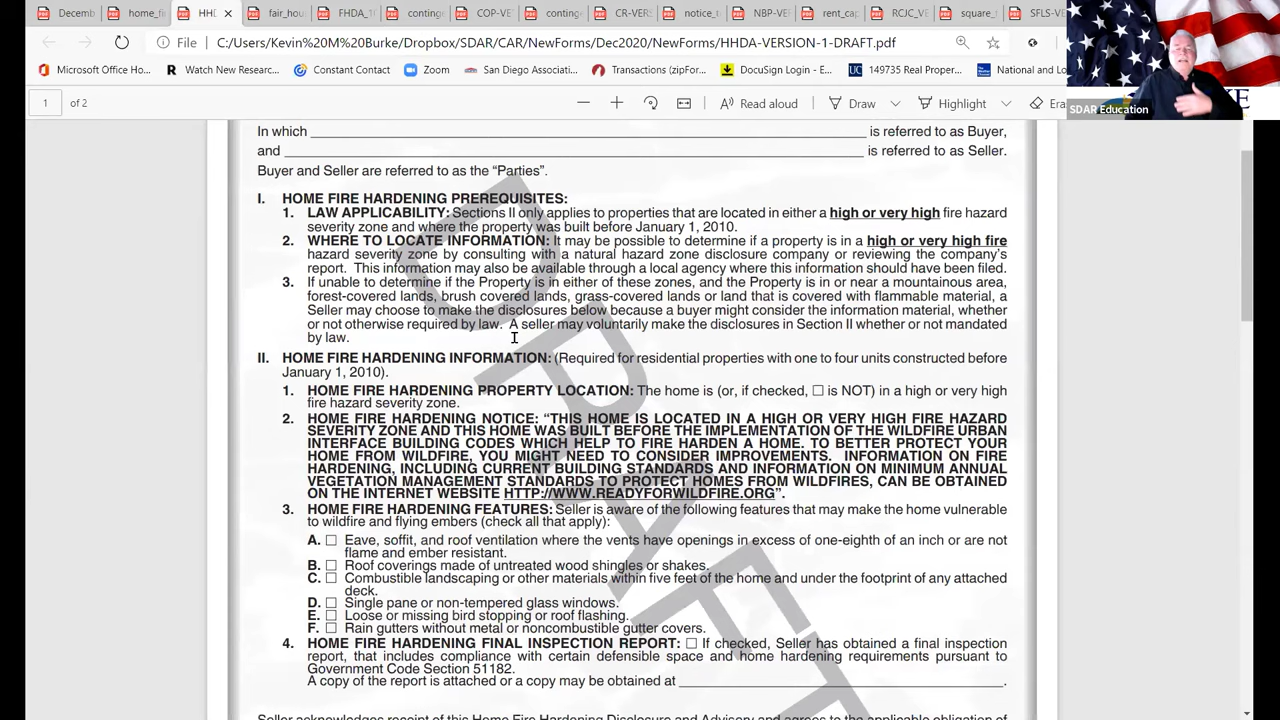 Decemb
home_fi
HHD
fair_hou
FHDA_1
conting
COP-VE
conting
CR-VERS
notice_t
NBP-VE
rent_cap
RCJC_VE
square_
SFLS-VE
File C:/Users/Kevin%20M%20Burke/Dropbox/SDAR/CAR/NewForms/Dec2020/NewForms/HHDA-VERSION-1-DRAFT.pdf
Microsoft Office Ho... Watch New Researc... Constant Contact Zoom San Diego Associati... Transactions (zipFor... DocuSign Login - E... 149735 Real Proper... National and Lo
1 of 2 Read aloud Draw Highlight Era
SDAR Education
In which is referred to as Buyer,
and is referred to as Seller.
Buyer and Seller are referred to as the “Parties”.
I. HOME FIRE HARDENING PREREQUISITES:
1. LAW APPLICABILITY: Sections II only applies to properties that are located in either a high or very high fire hazard
severity zone and where the property was built before January 1, 2010.
2. WHERE TO LOCATE INFORMATION: It may be possible to determine if a property is in a high or very high fire
hazard severity zone by consulting with a natural hazard zone disclosure company or reviewing the company’s
report. This information may also be available through a local agency where this information should have been filed.
3. If unable to determine if the Property is in either of these zones, and the Property is in or near a mountainous area,
forest-covered lands, brush covered lands, grass-covered lands or land that is covered with flammable material, a
Seller may choose to make the disclosures below because a buyer might consider the information material, whether
or not otherwise required by law. A seller may voluntarily make the disclosures in Section II whether or not mandated
by law.
II. HOME FIRE HARDENING INFORMATION: (Required for residential properties with one to four units constructed before
January 1, 2010).
1. HOME FIRE HARDENING PROPERTY LOCATION: The home is (or, if checked, ☐ is NOT) in a high or very high
fire hazard severity zone.
2. HOME FIRE HARDENING NOTICE: “THIS HOME IS LOCATED IN A HIGH OR VERY HIGH FIRE HAZARD
SEVERITY ZONE AND THIS HOME WAS BUILT BEFORE THE IMPLEMENTATION OF THE WILDFIRE URBAN
INTERFACE BUILDING CODES WHICH HELP TO FIRE HARDEN A HOME. TO BETTER PROTECT YOUR
HOME FROM WILDFIRE, YOU MIGHT NEED TO CONSIDER IMPROVEMENTS. INFORMATION ON FIRE
HARDENING, INCLUDING CURRENT BUILDING STANDARDS AND INFORMATION ON MINIMUM ANNUAL
VEGETATION MANAGEMENT STANDARDS TO PROTECT HOMES FROM WILDFIRES, CAN BE OBTAINED
ON THE INTERNET WEBSITE HTTP://WWW.READYFORWILDFIRE.ORG”.
3. HOME FIRE HARDENING FEATURES: Seller is aware of the following features that may make the home vulnerable
to wildfire and flying embers (check all that apply):
A. ☐ Eave, soffit, and roof ventilation where the vents have openings in excess of one-eighth of an inch or are not
flame and ember resistant.
B. ☐ Roof coverings made of untreated wood shingles or shakes.
C. ☐ Combustible landscaping or other materials within five feet of the home and under the footprint of any attached
deck.
D. ☐ Single pane or non-tempered glass windows.
E. ☐ Loose or missing bird stopping or roof flashing.
F. ☐ Rain gutters without metal or noncombustible gutter covers.
4. HOME FIRE HARDENING FINAL INSPECTION REPORT: ☐ If checked, Seller has obtained a final inspection
report, that includes compliance with certain defensible space and home hardening requirements pursuant to
Government Code Section 51182.
A copy of the report is attached or a copy may be obtained at .
Seller acknowledges receipt of this Home Fire Hardening Disclosure and Advisory and agrees to the applicable obligation of
DRAFT